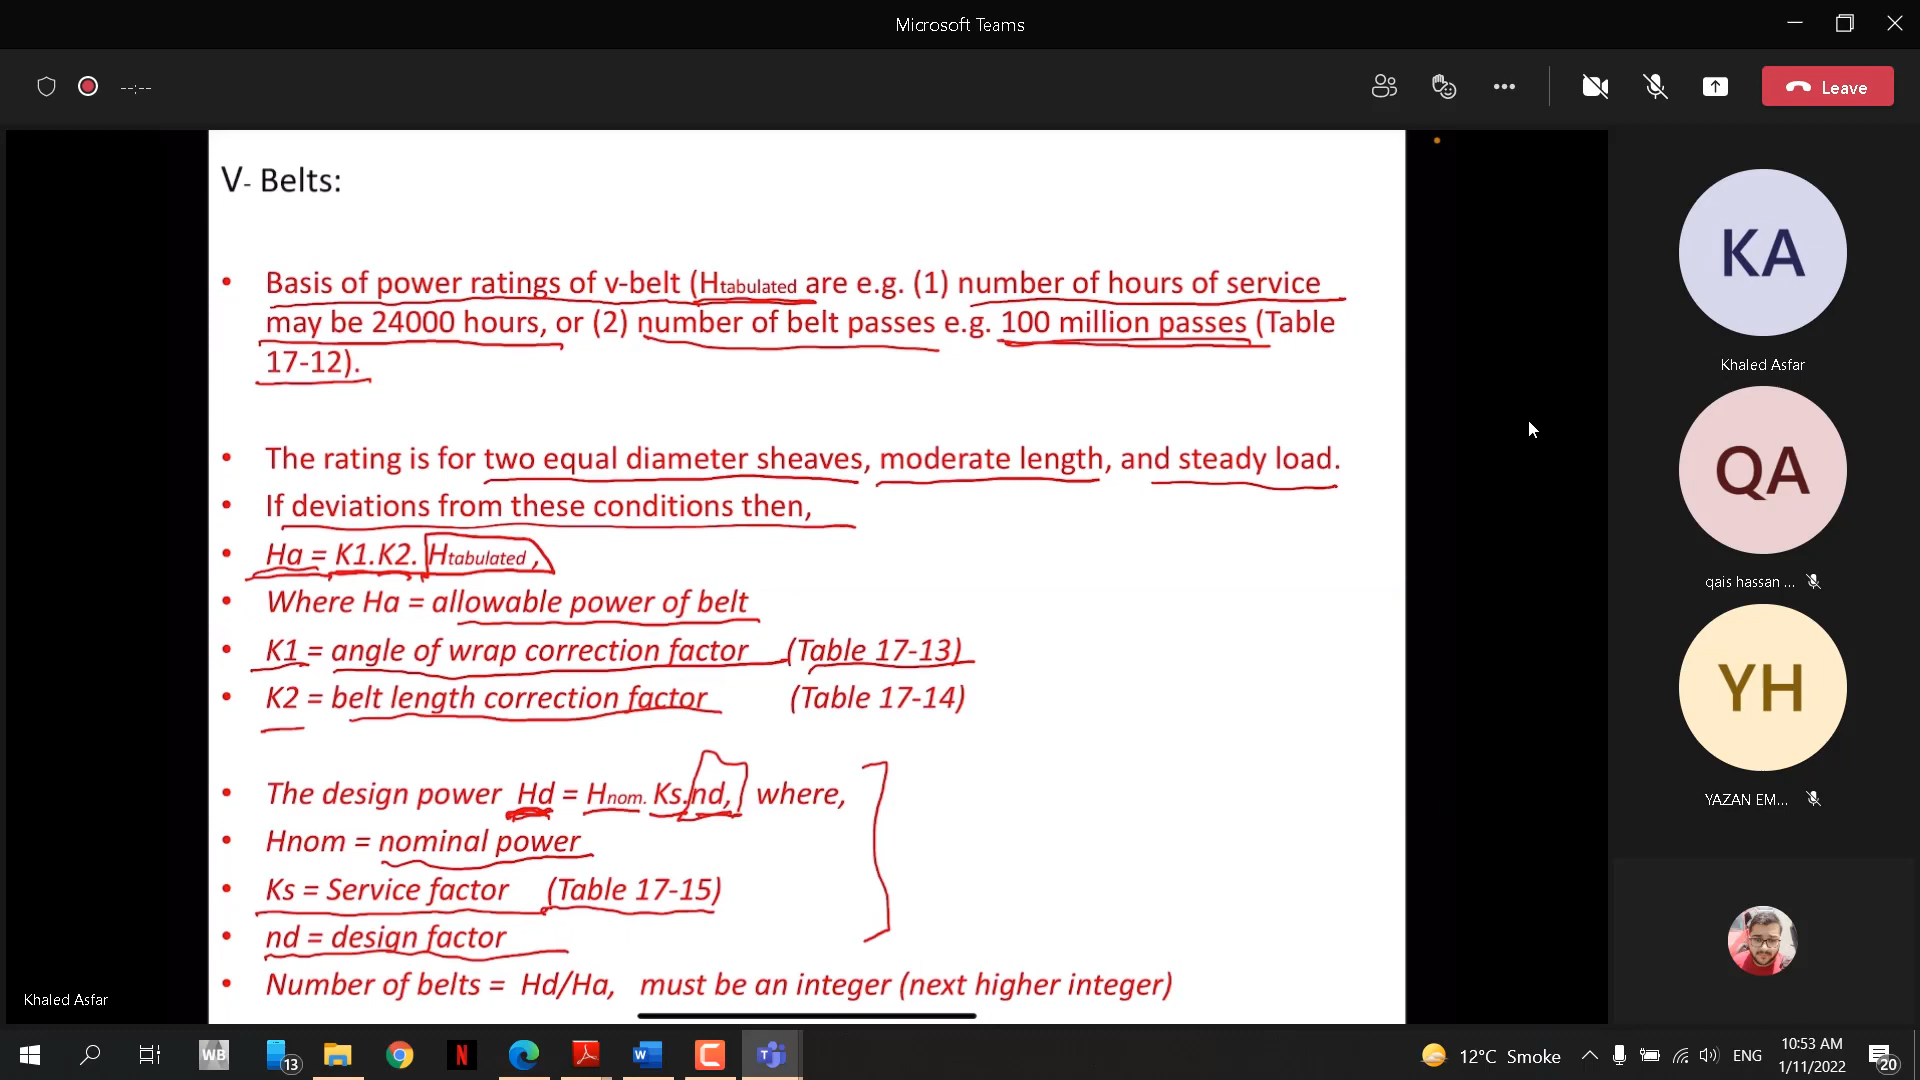 Microsoft Teams
--:--
Leave
V- Belts:
• Basis of power ratings of v-belt (Htabulated are e.g. (1) number of hours of service
may be 24000 hours, or (2) number of belt passes e.g. 100 million passes (Table
17-12).
• The rating is for two equal diameter sheaves, moderate length, and steady load.
• If deviations from these conditions then,
• Ha = K1.K2. Htabulated ,
• Where Ha = allowable power of belt
• K1 = angle of wrap correction factor (Table 17-13)
• K2 = belt length correction factor (Table 17-14)
• The design power Hd = Hnom. Ks.nd, where,
• Hnom = nominal power
• Ks = Service factor (Table 17-15)
• nd = design factor
• Number of belts = Hd/Ha, must be an integer (next higher integer)
Khaled Asfar
KA
Khaled Asfar
QA
qais hassan ...
YH
YAZAN EM...
WB
13
N
W
T
12°C Smoke
ENG
10:53 AM
1/11/2022
20